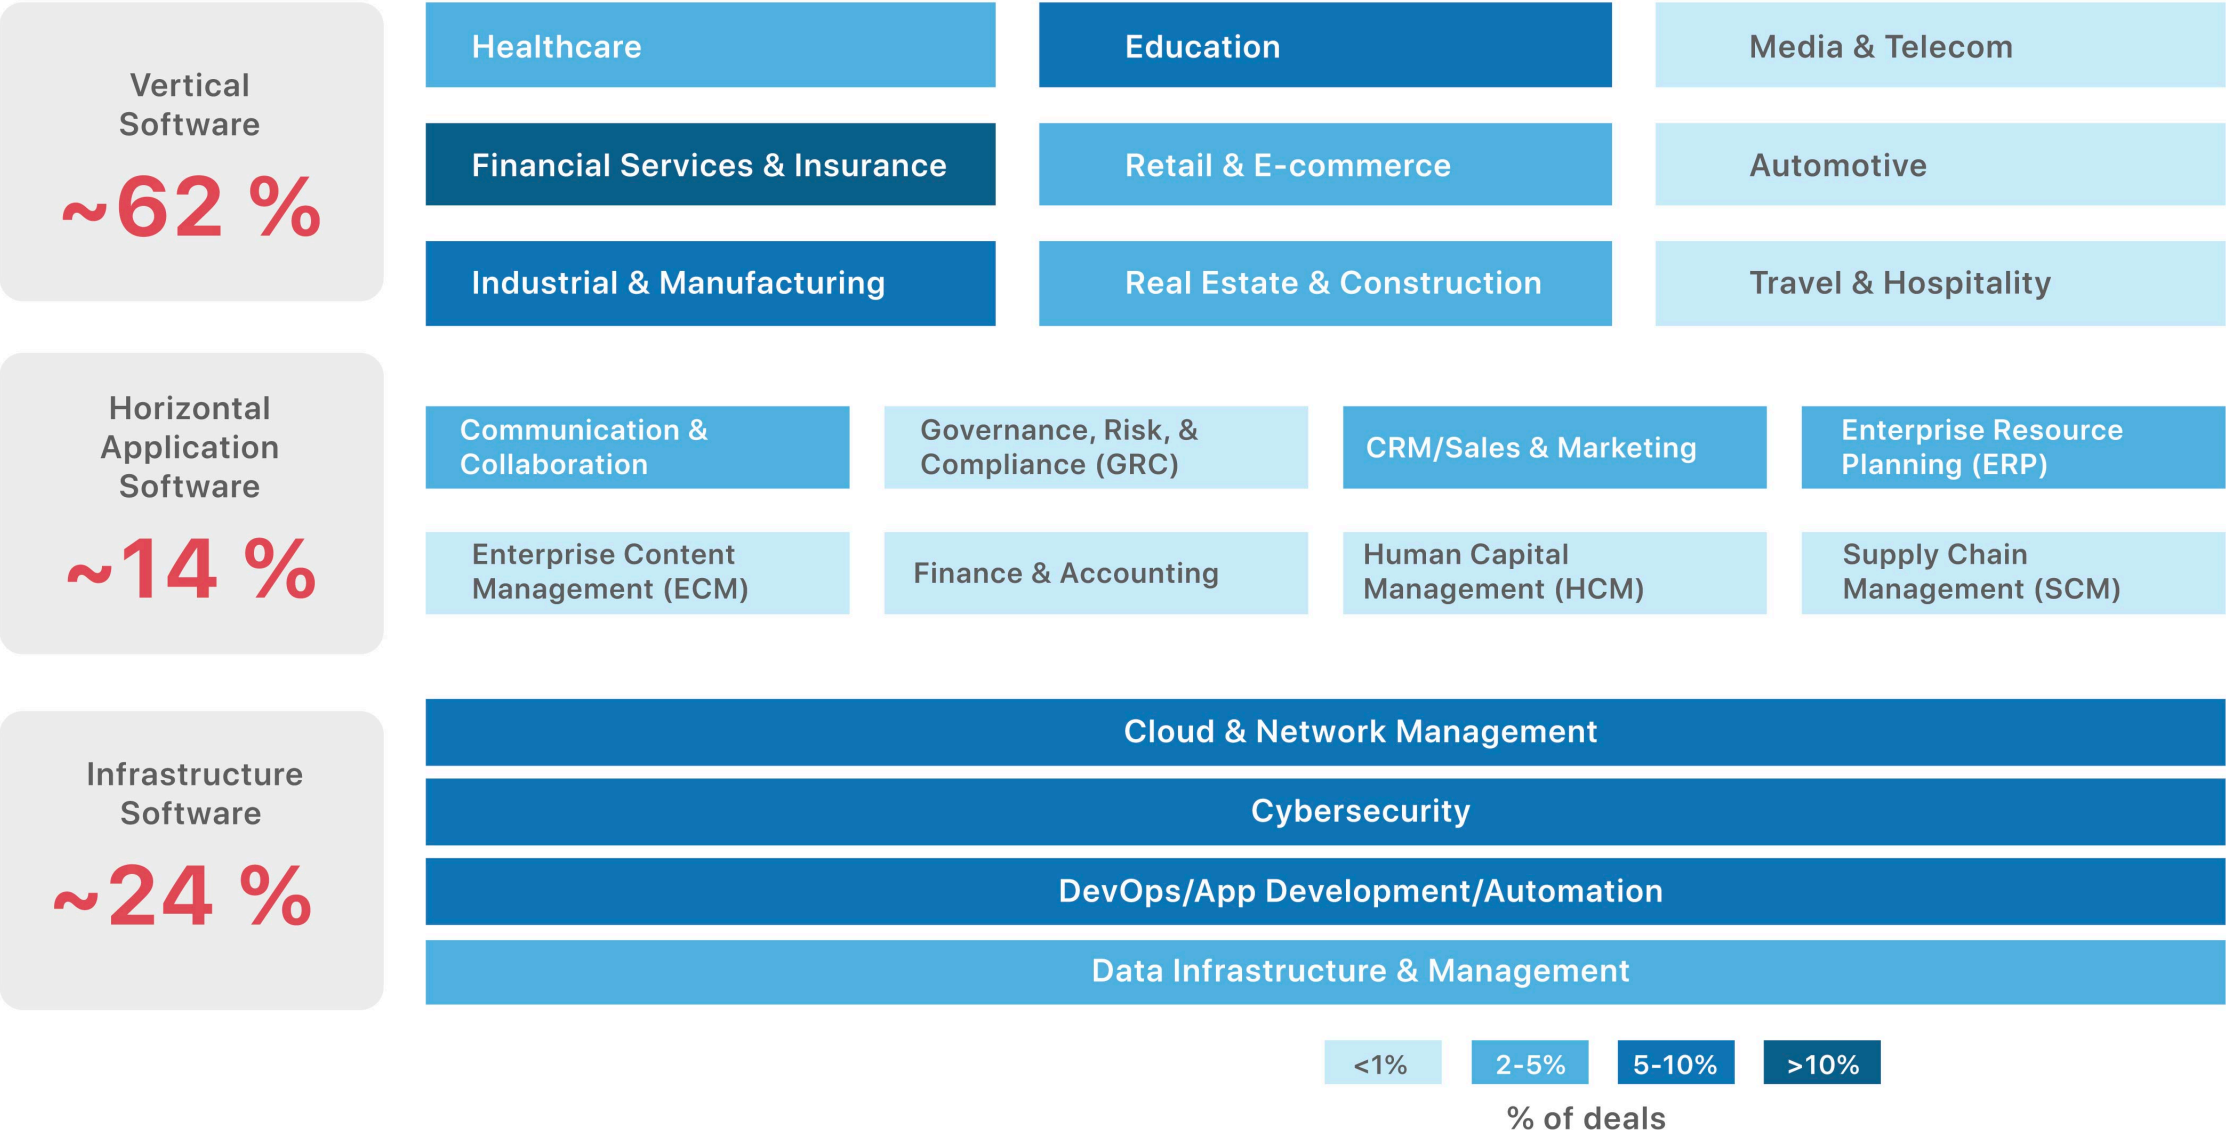 Vertical
Software
~62 %
Healthcare
Education
Media & Telecom
Financial Services & Insurance
Retail & E-commerce
Automotive
Industrial & Manufacturing
Real Estate & Construction
Travel & Hospitality
Horizontal
Application
Software
~14 %
Communication &
Collaboration
Governance, Risk, &
Compliance (GRC)
CRM/Sales & Marketing
Enterprise Resource
Planning (ERP)
Enterprise Content
Management (ECM)
Finance & Accounting
Human Capital
Management (HCM)
Supply Chain
Management (SCM)
Infrastructure
Software
~24 %
Cloud & Network Management
Cybersecurity
DevOps/App Development/Automation
Data Infrastructure & Management
<1%
2-5%
5-10%
>10%
% of deals